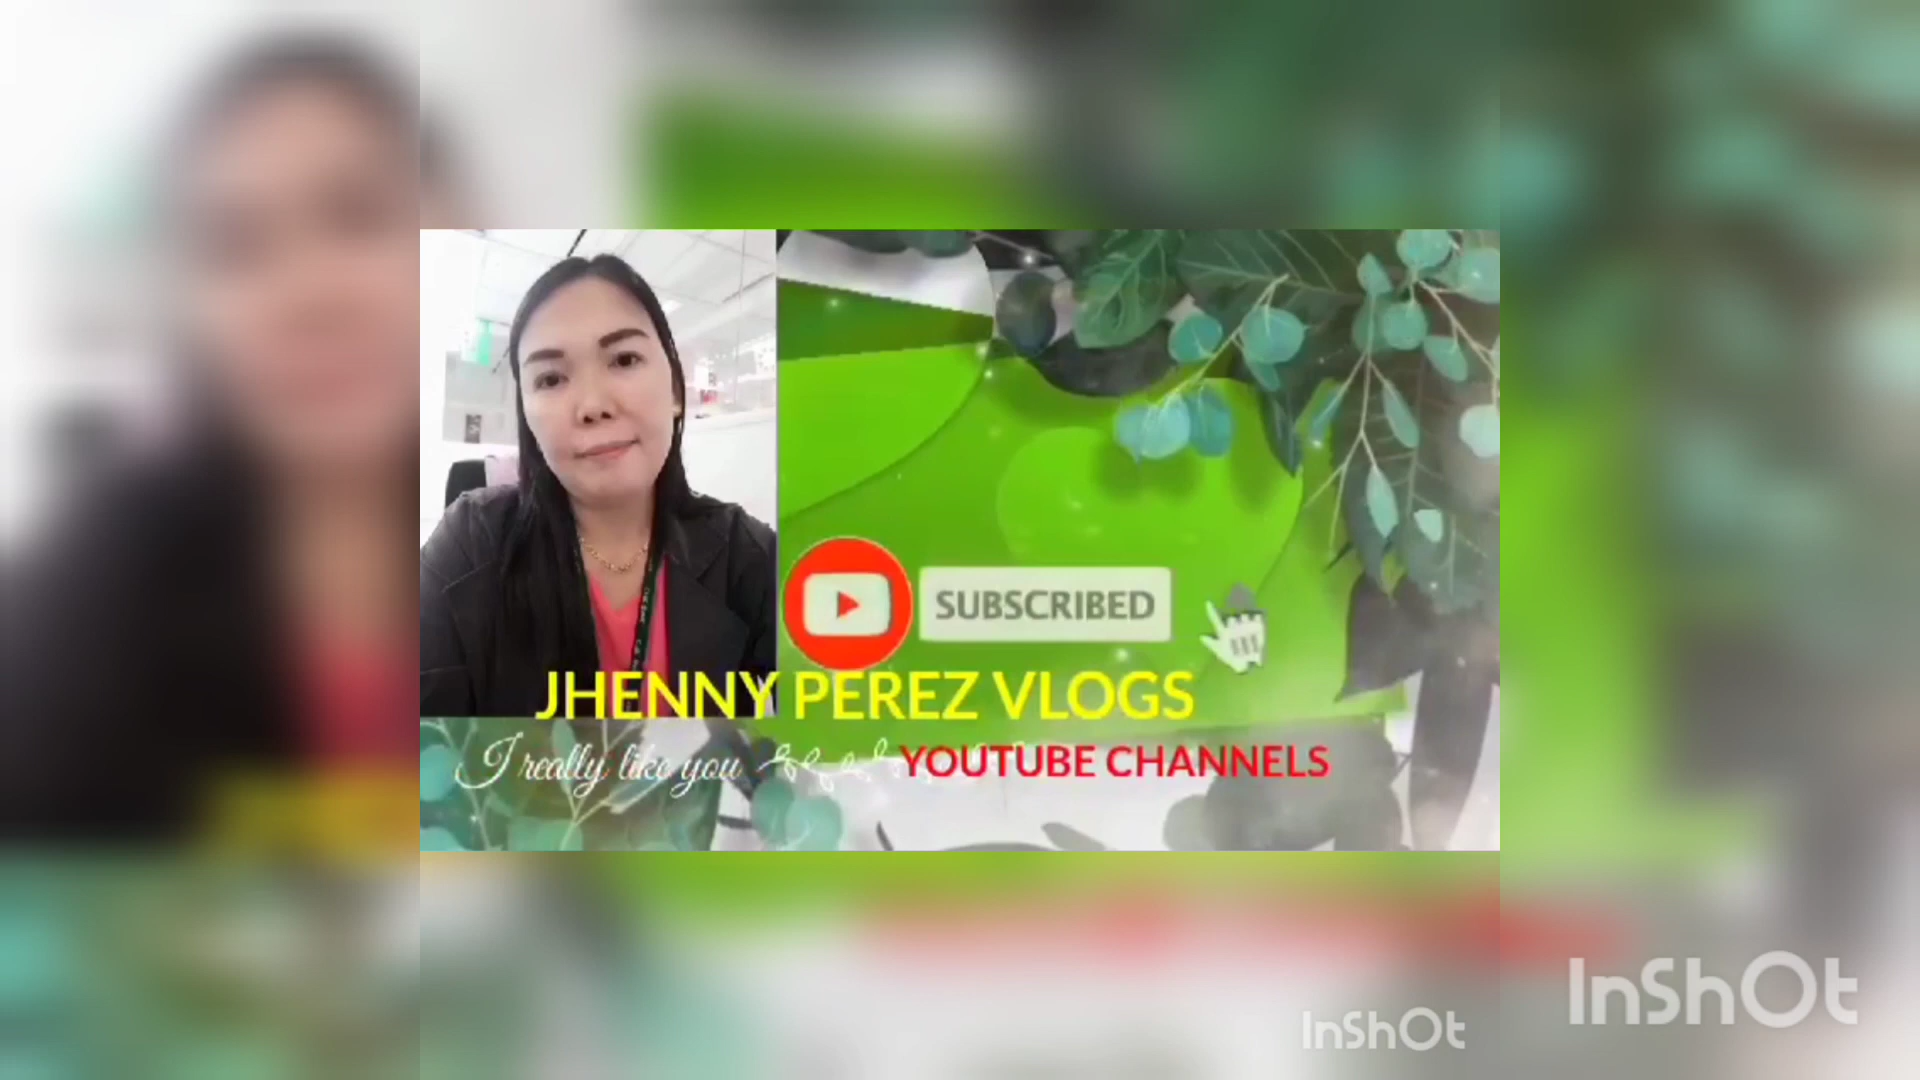 SUBSCRIBED
JHENNY PEREZ VLOGS
I really like you
YOUTUBE CHANNELS
InShOt
InShOt